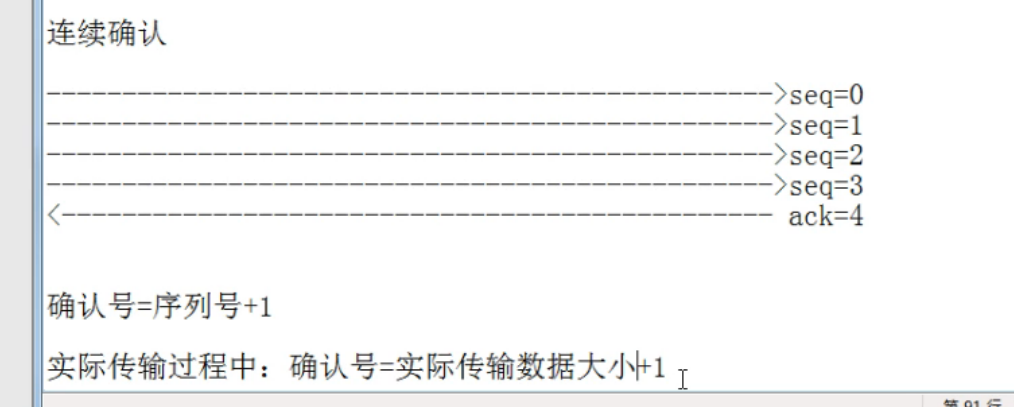 连续确认
------------------------------------------------>seq=0
------------------------------------------------>seq=1
------------------------------------------------>seq=2
------------------------------------------------>seq=3
<----------------------------------------------- ack=4
确认号=序列号+1
实际传输过程中：确认号=实际传输数据大小+1
第 91 行